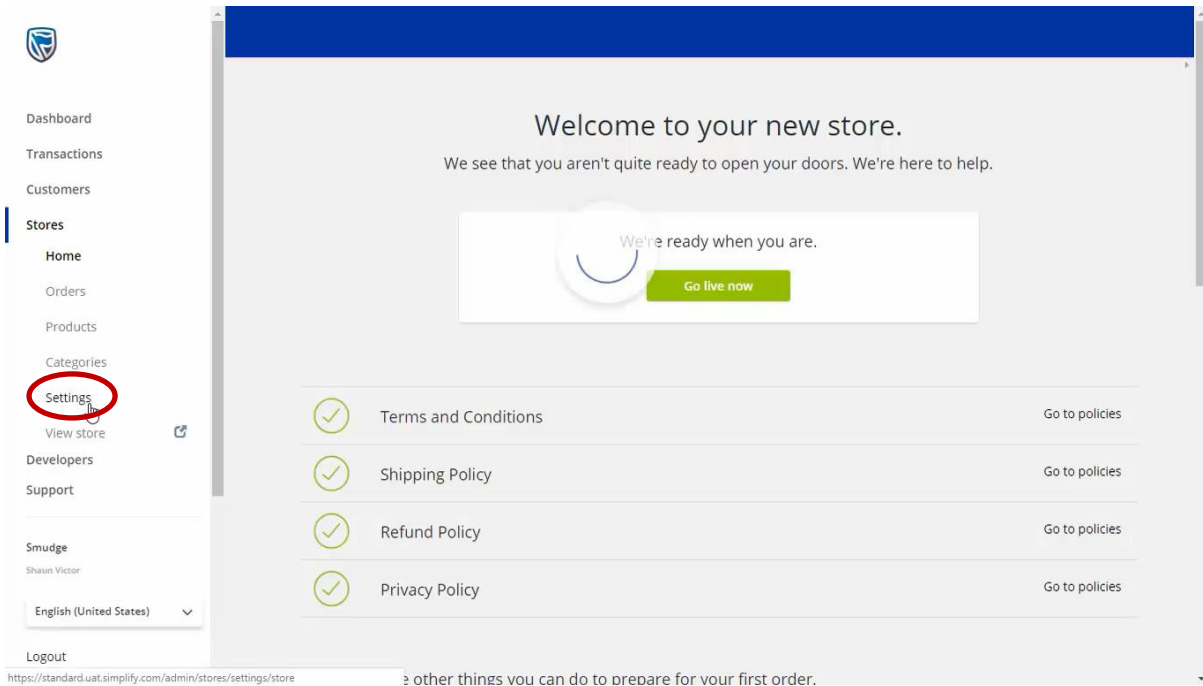 Dashboard
Transactions
Customers
Stores
Home
Orders
Products
Categories
Settings
View store
Developers
Support
Smudge
Shaun Victor
English (United States)
Logout
https://standard.uat.simplify.com/admin/stores/settings/store
Welcome to your new store.
We see that you aren't quite ready to open your doors. We're here to help.
We're ready when you are.
Go live now
Terms and Conditions Go to policies
Shipping Policy Go to policies
Refund Policy Go to policies
Privacy Policy Go to policies
other things you can do to prepare for your first order.